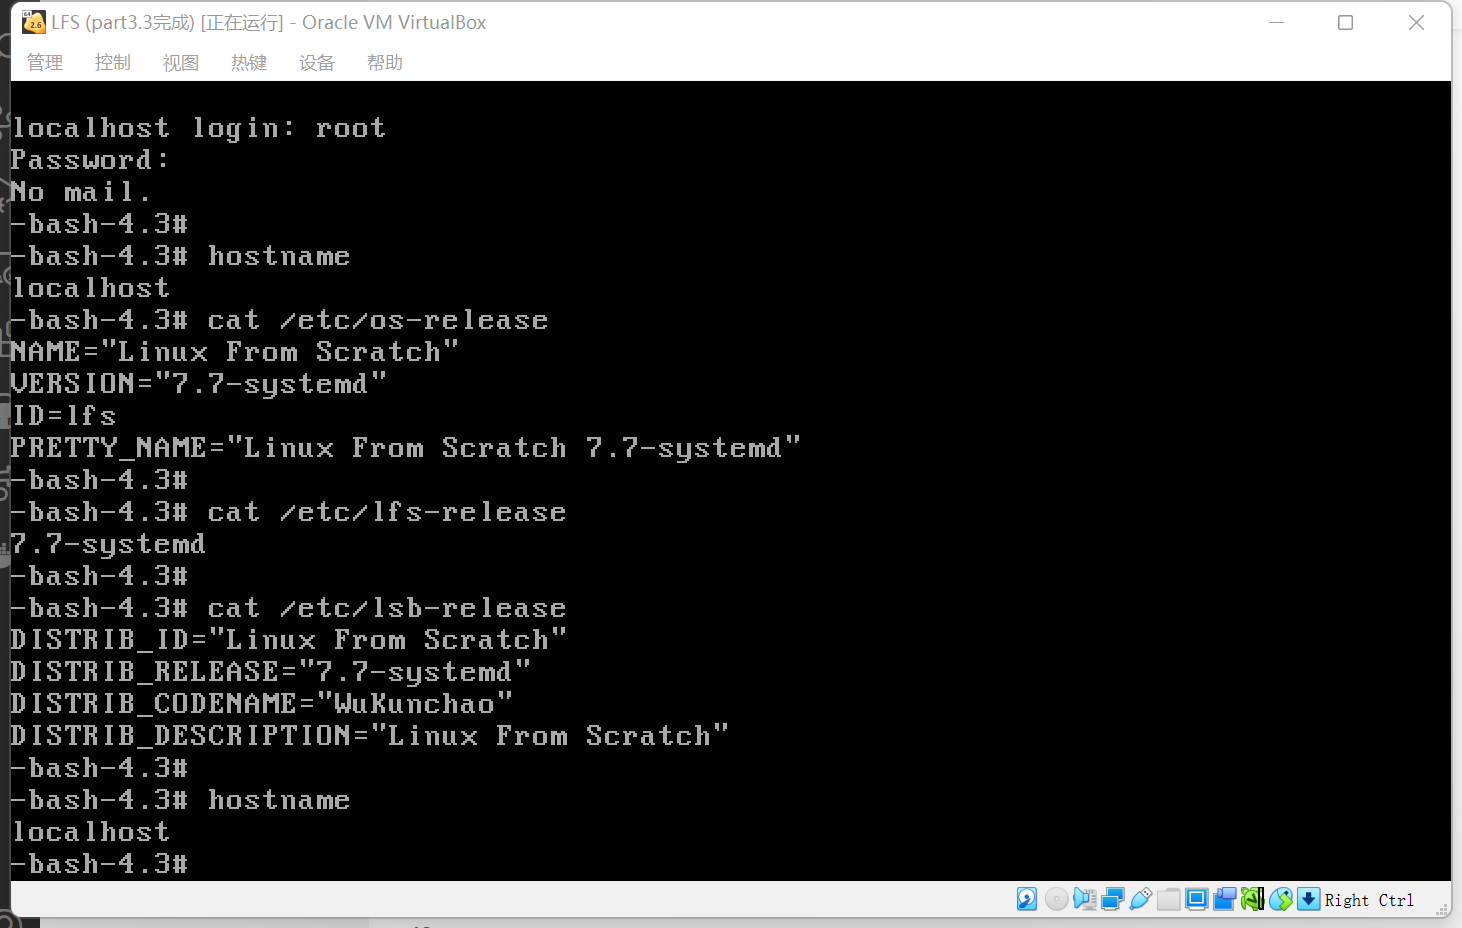 LFS (part3.3完成) [正在运行] - Oracle VM VirtualBox
管理 控制 视图 热键 设备 帮助
localhost login: root
Password:
No mail.
-bash-4.3#
-bash-4.3# hostname
localhost
-bash-4.3# cat /etc/os-release
NAME="Linux From Scratch"
VERSION="7.7-systemd"
ID=lfs
PRETTY_NAME="Linux From Scratch 7.7-systemd"
-bash-4.3#
-bash-4.3# cat /etc/lfs-release
7.7-systemd
-bash-4.3#
-bash-4.3# cat /etc/lsb-release
DISTRIB_ID="Linux From Scratch"
DISTRIB_RELEASE="7.7-systemd"
DISTRIB_CODENAME="WuKunchao"
DISTRIB_DESCRIPTION="Linux From Scratch"
-bash-4.3#
-bash-4.3# hostname
localhost
-bash-4.3#
Right Ctrl